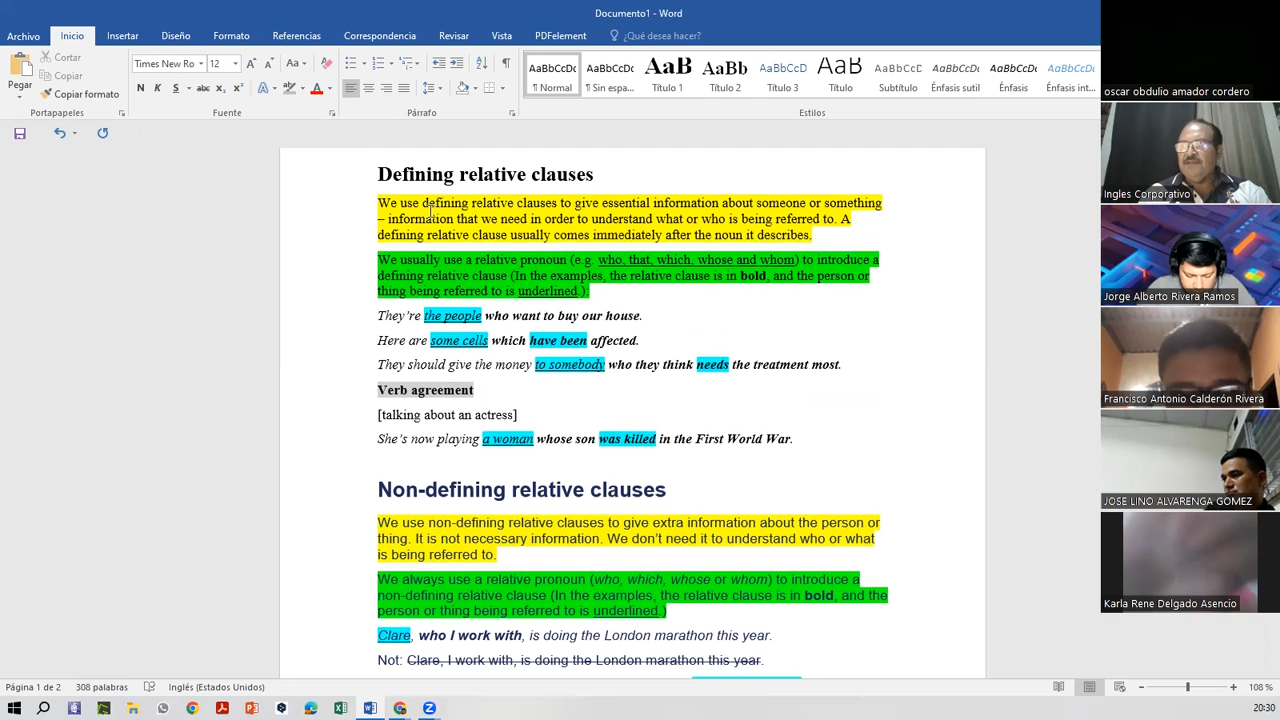 Documento1 - Word
Archivo Inicio Insertar Diseño Formato Referencias Correspondencia Revisar Vista PDFelement ¿Qué desea hacer?
Pegar
Cortar
Copiar
Copiar formato
Portapapeles
Times New Ro 12
Aa
N K S abc x₂ x²
Fuente
Párrafo
AaBbCcDc
¶ Normal
AaBbCcDc
¶ Sin espa...
AaB
Título 1
AaBb
Título 2
AaBbCcD
Título 3
AaB
Título
AaBbCcD
Subtítulo
AaBbCcDc
Énfasis sutil
AaBbCcDc
Énfasis
AaBbCcDc
Énfasis int...
Estilos
Defining relative clauses
We use defining relative clauses to give essential information about someone or something
– information that we need in order to understand what or who is being referred to. A
defining relative clause usually comes immediately after the noun it describes.
We usually use a relative pronoun (e.g. who, that, which, whose and whom) to introduce a
defining relative clause (In the examples, the relative clause is in bold, and the person or
thing being referred to is underlined.):
They’re the people who want to buy our house.
Here are some cells which have been affected.
They should give the money to somebody who they think needs the treatment most.
Verb agreement
[talking about an actress]
She’s now playing a woman whose son was killed in the First World War.
Non-defining relative clauses
We use non-defining relative clauses to give extra information about the person or
thing. It is not necessary information. We don’t need it to understand who or what
is being referred to.
We always use a relative pronoun (who, which, whose or whom) to introduce a
non-defining relative clause (In the examples, the relative clause is in bold, and the
person or thing being referred to is underlined.)
Clare, who I work with, is doing the London marathon this year.
Not: Clare, I work with, is doing the London marathon this year.
Página 1 de 2 308 palabras Inglés (Estados Unidos) 108 %
20:30
oscar obdulio amador cordero
Ingles Corporativo
Jorge Alberto Rivera Ramos
Francisco Antonio Calderón Rivera
JOSE LINO ALVARENGA GOMEZ
Karla Rene Delgado Asencio